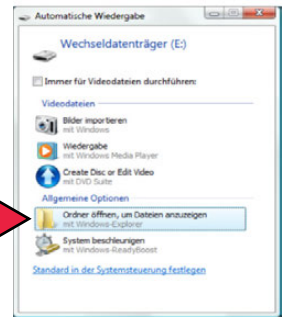 Automatische Wiedergabe
Wechseldatenträger (E:)
Immer für Videodateien durchführen:
Videodateien
Bilder importieren
mit Windows
Wiedergabe
mit Windows Media Player
Create Disc or Edit Video
mit DVD Suite
Allgemeine Optionen
Ordner öffnen, um Dateien anzuzeigen
mit Windows-Explorer
System beschleunigen
mit Windows-ReadyBoost
Standard in der Systemsteuerung festlegen